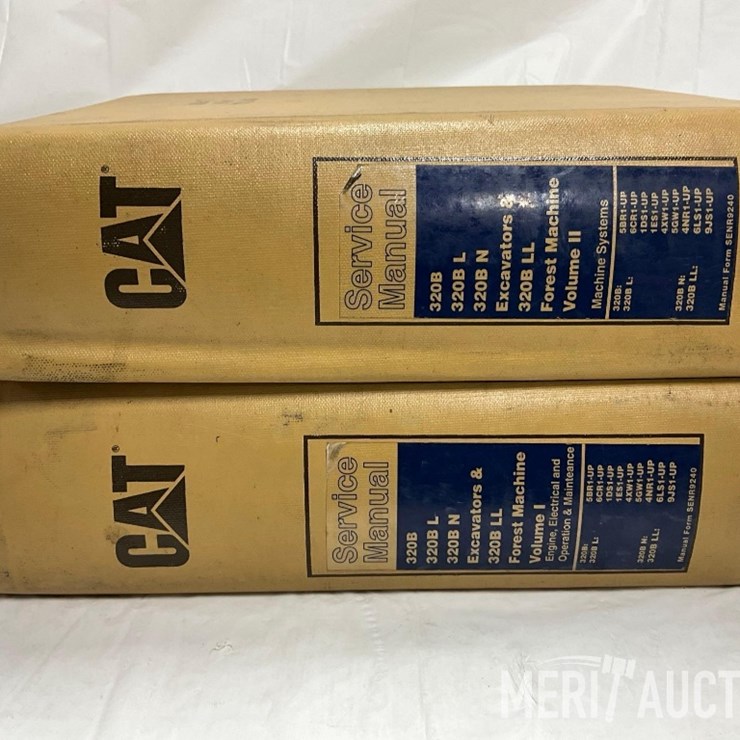 CAT®
Service
Manual
320B
320B L
320B N
Excavators &
320B LL
Forest Machine
Volume II
Machine Systems
320B: 5BR1-UP
6CR1-UP
320B L: 1DS1-UP
1ES1-UP
4XW1-UP
5GW1-UP
320B N: 4NR1-UP
320B LL: 6LS1-UP
9JS1-UP
Manual Form SENR9240
CAT®
Service
Manual
320B
320B L
320B N
Excavators &
320B LL
Forest Machine
Volume I
Engine, Electrical and
Operation & Mainteance
320B: 5BR1-UP
6CR1-UP
320B L: 1DS1-UP
1ES1-UP
4XW1-UP
5GW1-UP
320B N: 4NR1-UP
320B LL: 6LS1-UP
9JS1-UP
Manual Form SENR9240
MERIT AUCT